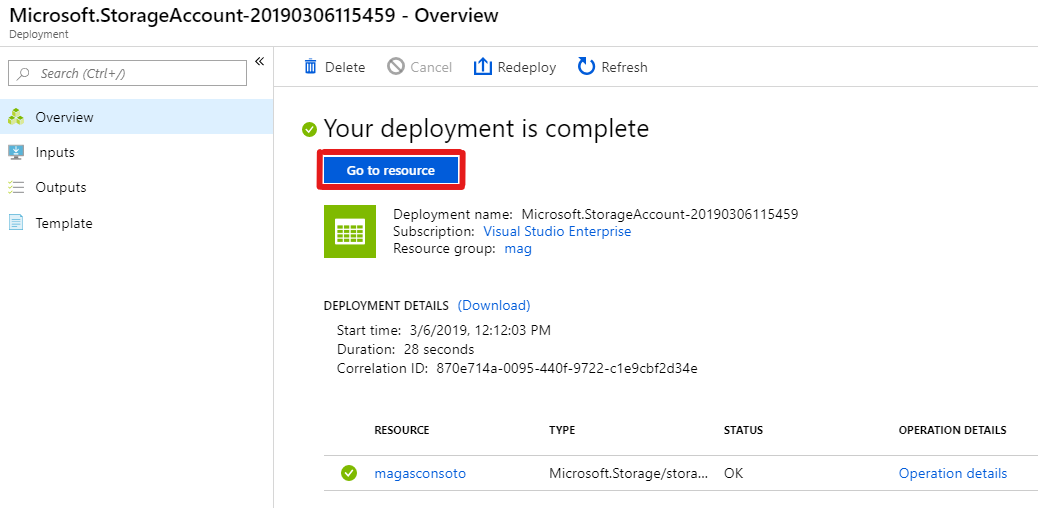 Microsoft.StorageAccount-20190306115459 - Overview
Deployment
Search (Ctrl+/)
«
Overview
Inputs
Outputs
Template
Delete Cancel Redeploy Refresh
Your deployment is complete
Go to resource
Deployment name: Microsoft.StorageAccount-20190306115459
Subscription: Visual Studio Enterprise
Resource group: mag
DEPLOYMENT DETAILS (Download)
Start time: 3/6/2019, 12:12:03 PM
Duration: 28 seconds
Correlation ID: 870e714a-0095-440f-9722-c1e9cbf2d34e
RESOURCE TYPE STATUS OPERATION DETAILS
magasconsoto Microsoft.Storage/stora... OK Operation details